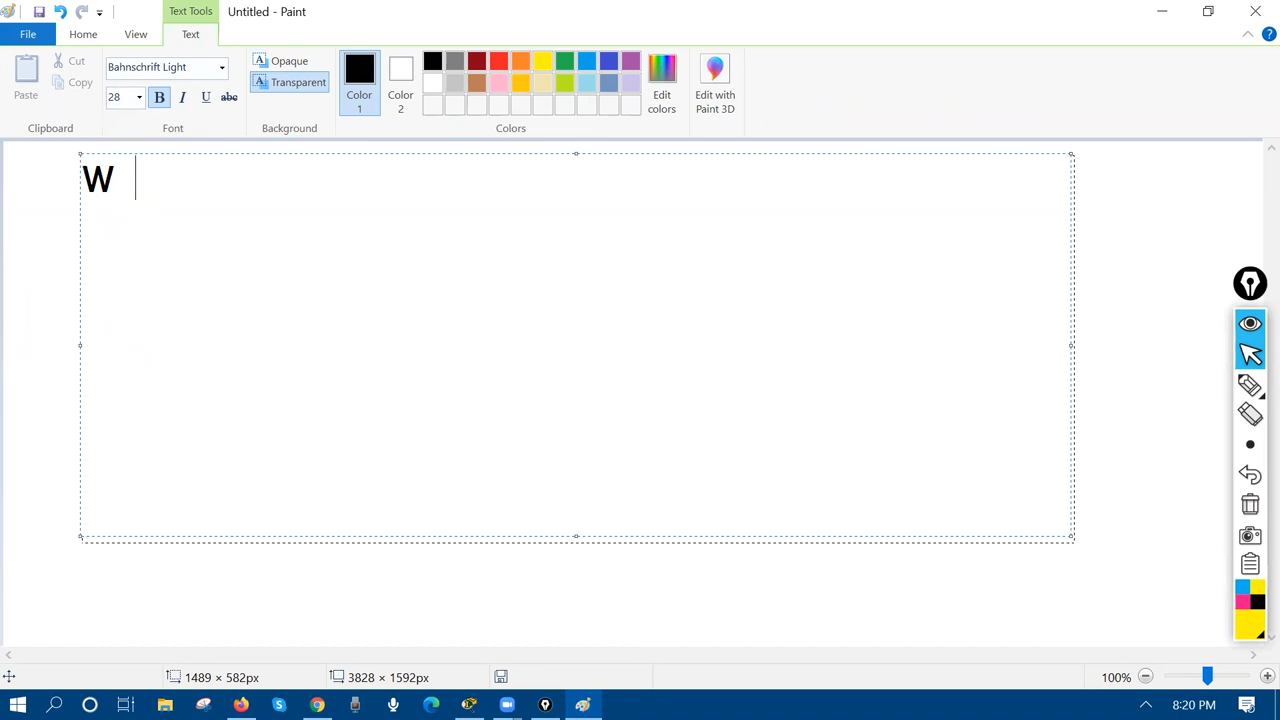 Text Tools
Untitled - Paint
File
Home
View
Text
Paste
Cut
Copy
Clipboard
Bahnschrift Light
28
B
I
U
abc
Font
A Opaque
A Transparent
Background
Color 1
Color 2
Edit colors
Colors
Edit with Paint 3D
W
1489 × 582px
3828 × 1592px
100%
8:20 PM